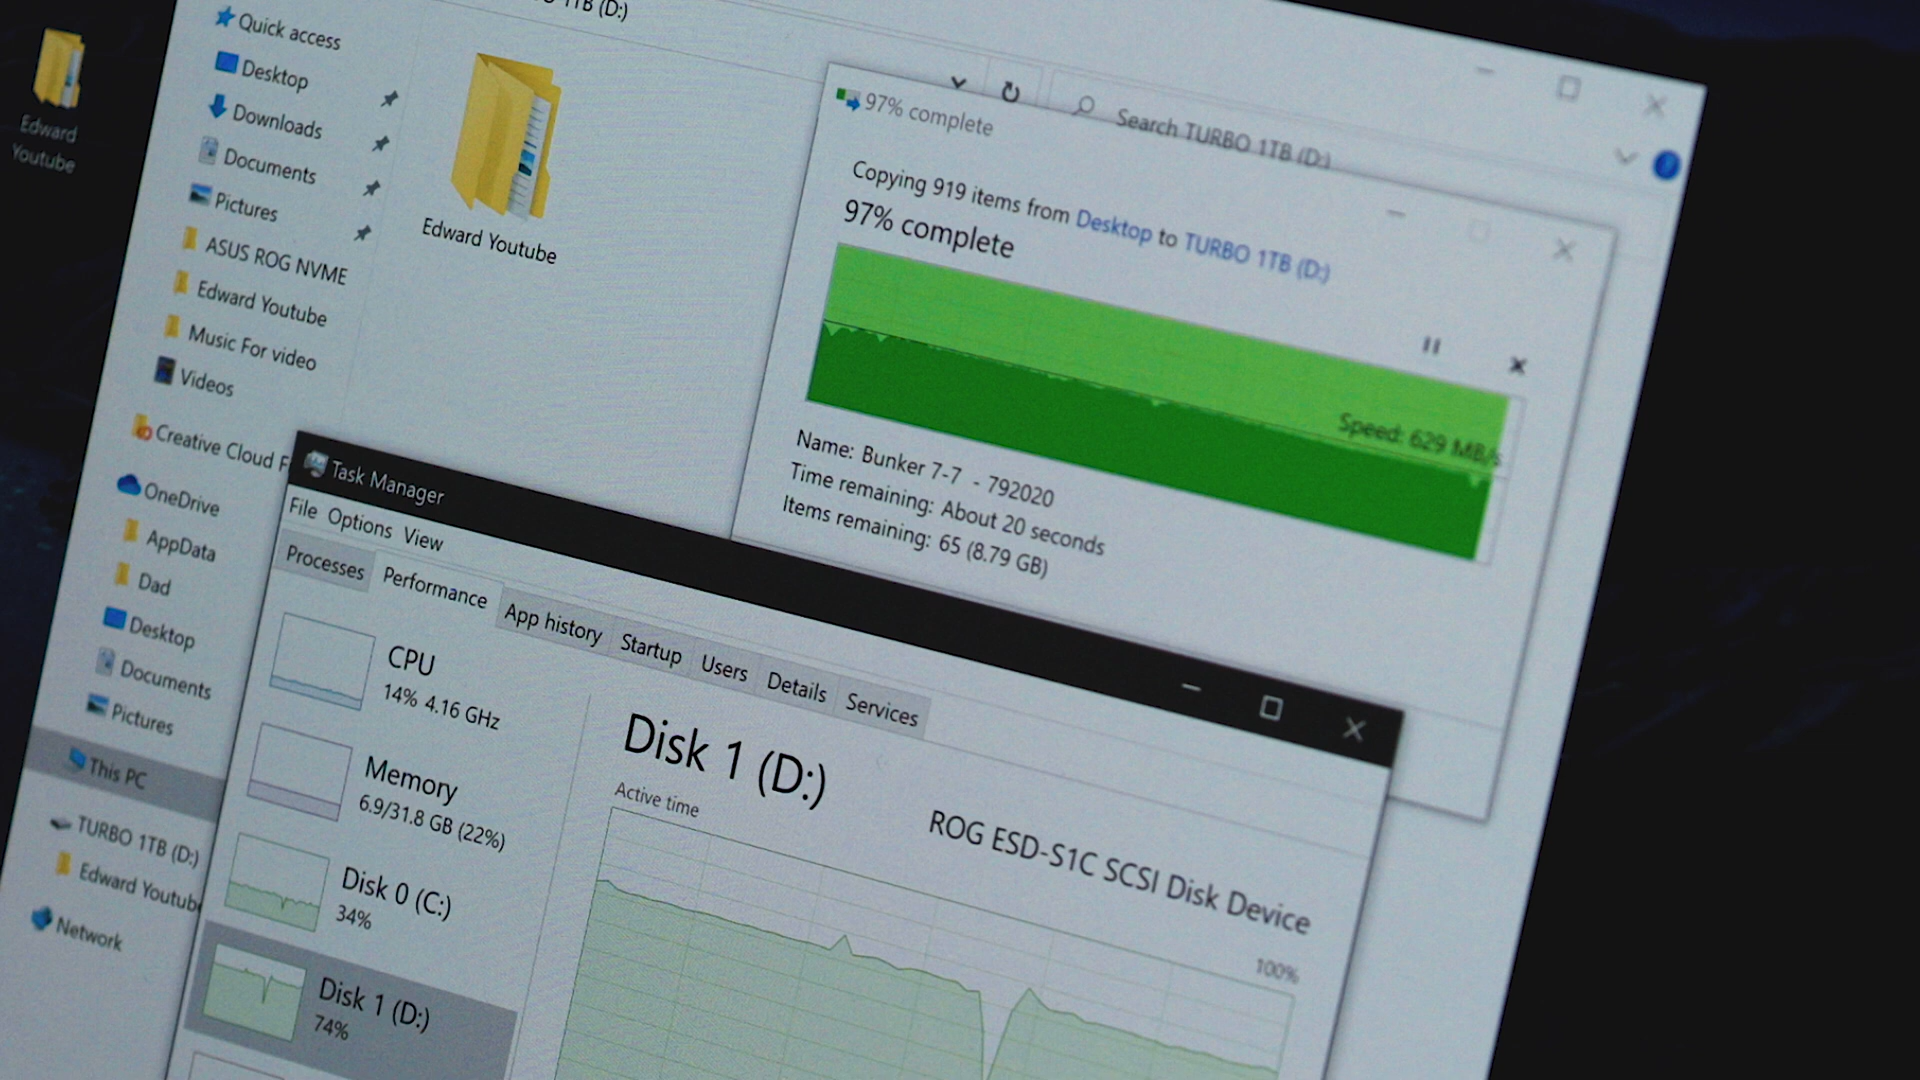 1TB (D:)
Edward
Youtube
Quick access
Desktop
Downloads
Documents
Pictures
ASUS ROG NVME
Edward Youtube
Music For video
Videos
Creative Cloud F
OneDrive
AppData
Dad
Desktop
Documents
Pictures
This PC
TURBO 1TB (D:)
Edward Youtube
Network
Edward Youtube
Search TURBO 1TB (D:)
97% complete
Copying 919 items from Desktop to TURBO 1TB (D:)
97% complete
Speed: 629 MB/s
Name: Bunker 7-7 - 792020
Time remaining: About 20 seconds
Items remaining: 65 (8.79 GB)
Task Manager
File Options View
Processes Performance App history Startup Users Details Services
CPU
14% 4.16 GHz
Memory
6.9/31.8 GB (22%)
Disk 0 (C:)
34%
Disk 1 (D:)
74%
Disk 1 (D:)
ROG ESD-S1C SCSI Disk Device
Active time
100%